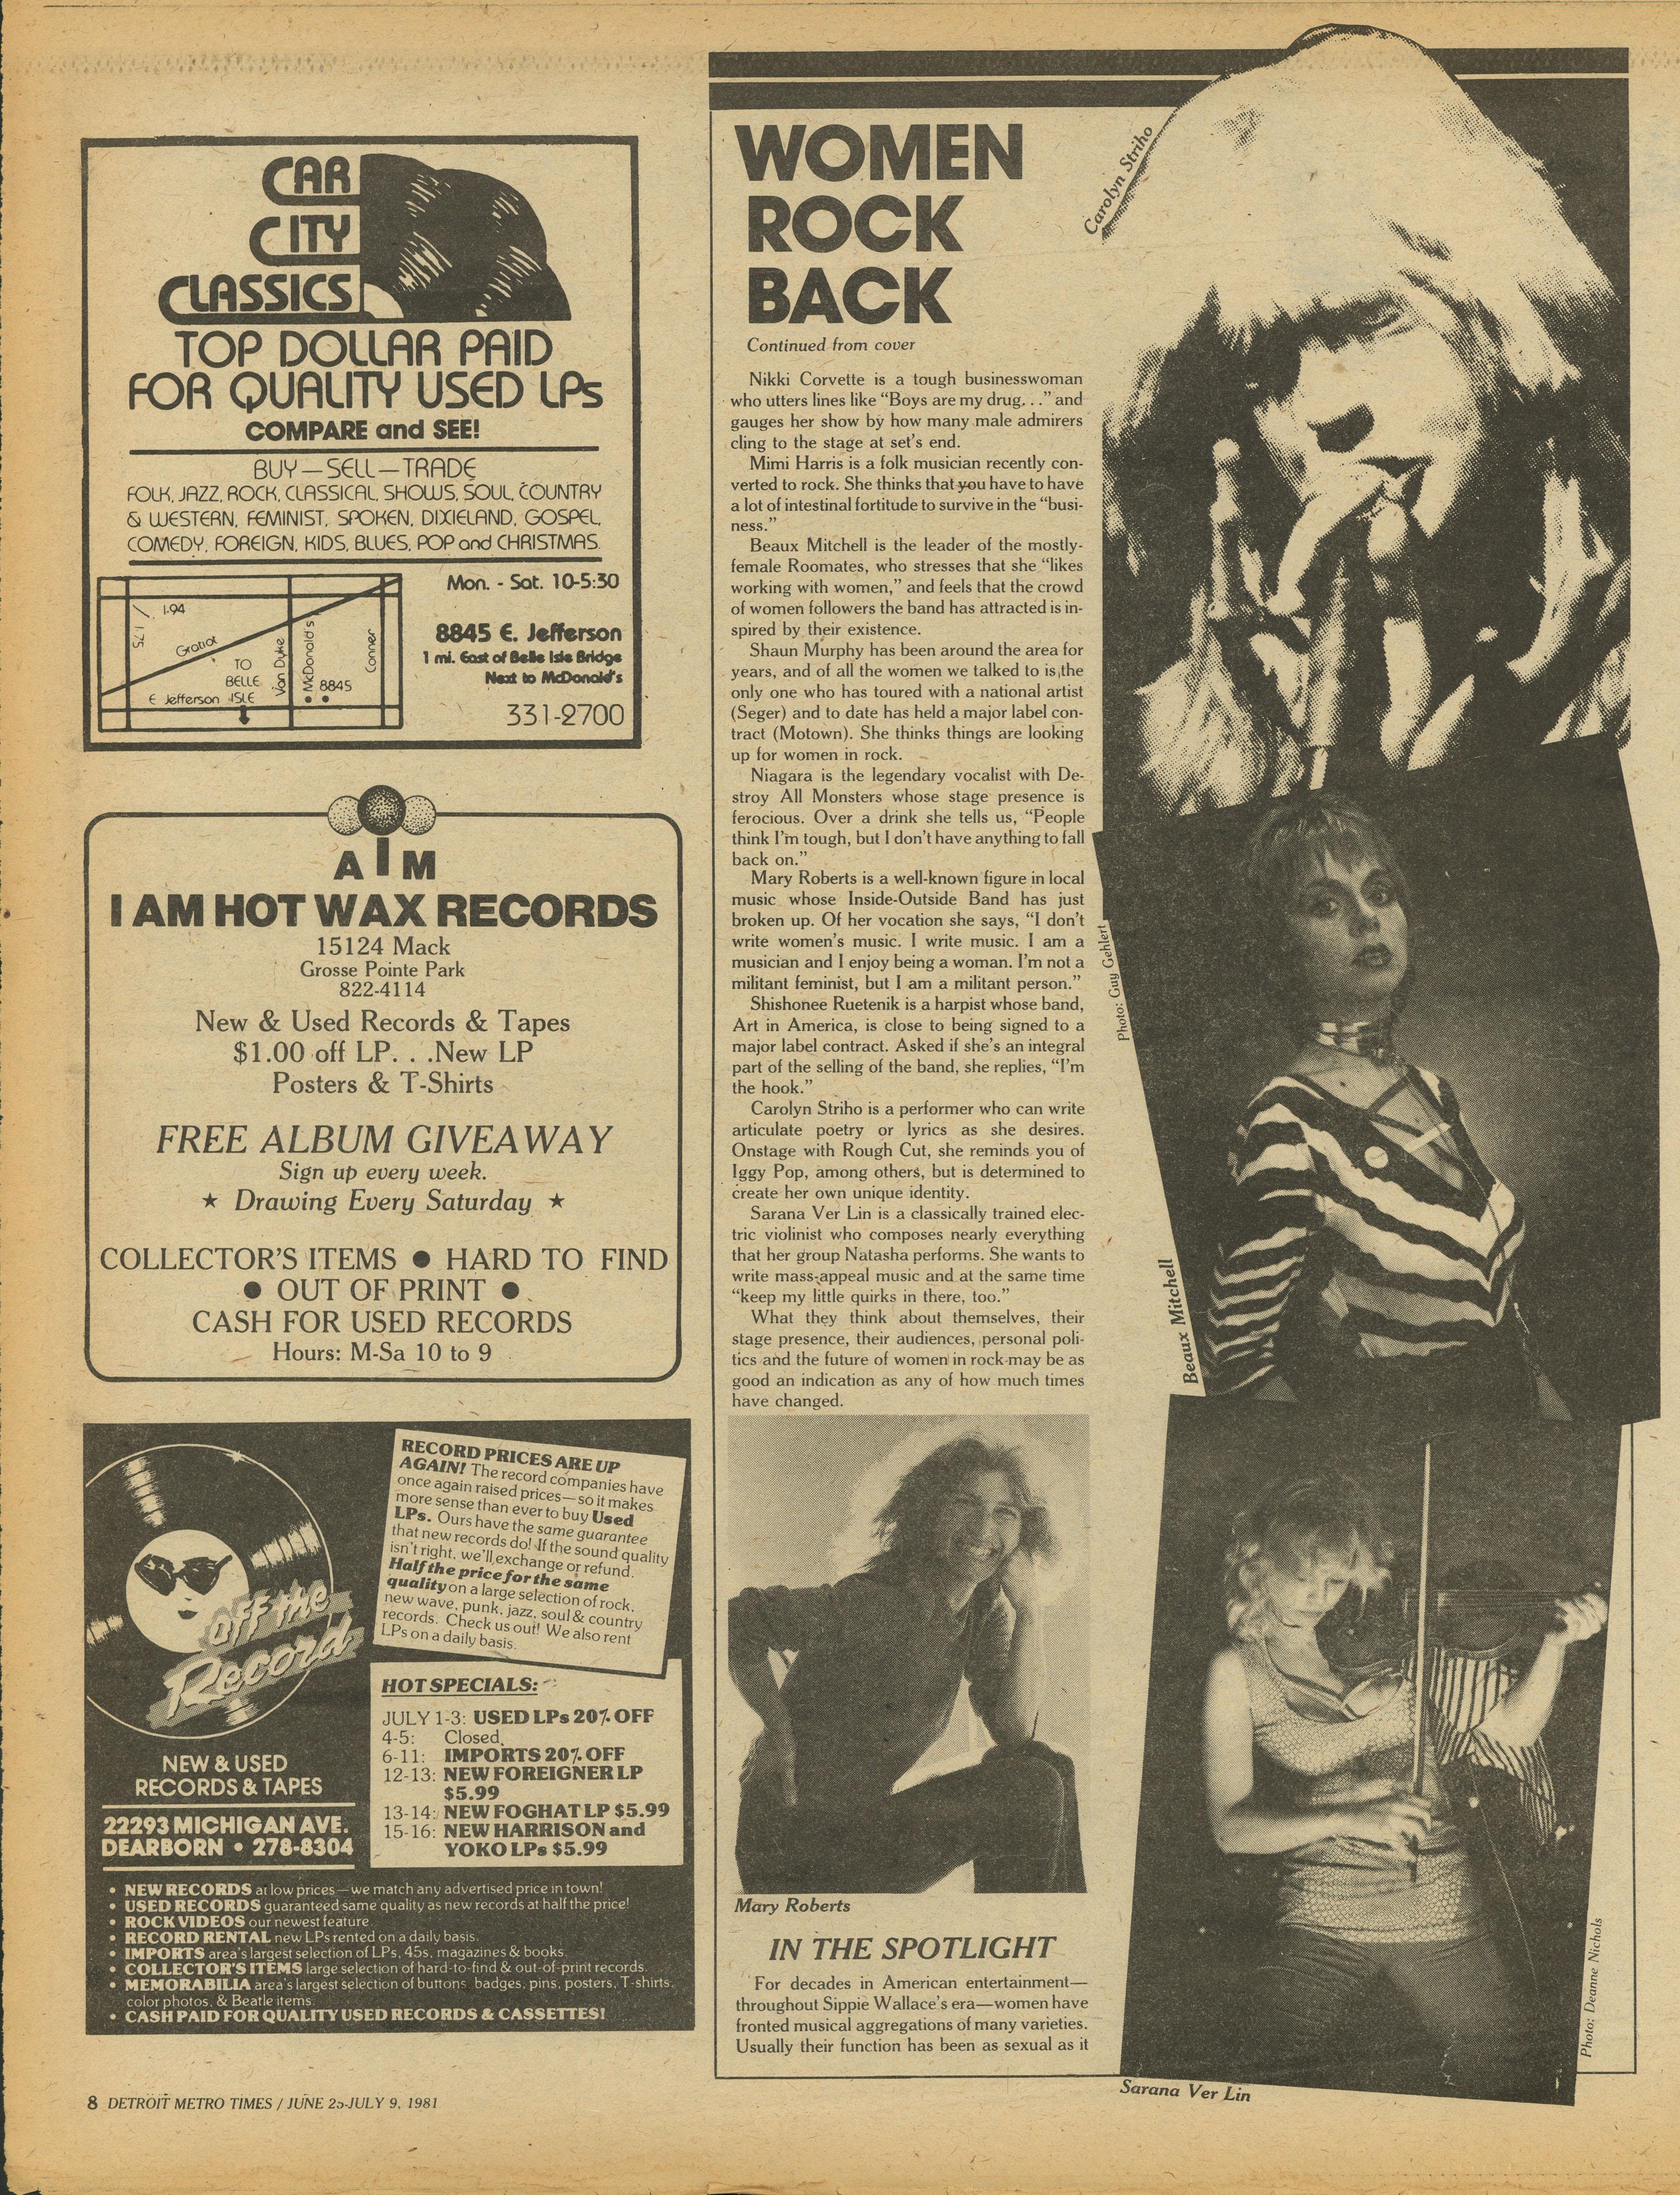 CAR
CITY
CLASSICS
TOP DOLLAR PAID
FOR QUALITY USED LPs
COMPARE and SEE!
BUY—SELL—TRADE
FOLK, JAZZ, ROCK, CLASSICAL, SHOWS, SOUL, COUNTRY
& WESTERN, FEMINIST, SPOKEN, DIXIELAND, GOSPEL,
COMEDY, FOREIGN, KIDS, BLUES, POP and CHRISTMAS.
I-94
I-75
Gratiot
TO
BELLE
ISLE
E Jefferson
Van Dyke
McDonald's
8845
Conner
Mon. - Sat. 10-5:30
8845 E. Jefferson
1 mi. East of Belle Isle Bridge
Next to McDonald's
331-2700
AIM
I AM HOT WAX RECORDS
15124 Mack
Grosse Pointe Park
822-4114
New & Used Records & Tapes
$1.00 off LP. . .New LP
Posters & T-Shirts
FREE ALBUM GIVEAWAY
Sign up every week.
★ Drawing Every Saturday ★
COLLECTOR'S ITEMS ● HARD TO FIND
● OUT OF PRINT ●
CASH FOR USED RECORDS
Hours: M-Sa 10 to 9
off the
Record
NEW & USED
RECORDS & TAPES
22293 MICHIGAN AVE.
DEARBORN • 278-8304
RECORD PRICES ARE UP
AGAIN! The record companies have
once again raised prices—so it makes
more sense than ever to buy Used
LPs. Ours have the same guarantee
that new records do! If the sound quality
isn't right, we'll exchange or refund.
Half the price for the same
quality on a large selection of rock,
new wave, punk, jazz, soul & country
records. Check us out! We also rent
LPs on a daily basis.
HOT SPECIALS:
JULY 1-3: USED LPs 20% OFF
4-5: Closed.
6-11: IMPORTS 20% OFF
12-13: NEW FOREIGNER LP
$5.99
13-14: NEW FOGHAT LP $5.99
15-16: NEW HARRISON and
YOKO LPs $5.99
• NEW RECORDS at low prices—we match any advertised price in town!
• USED RECORDS guaranteed same quality as new records at half the price!
• ROCK VIDEOS our newest feature.
• RECORD RENTAL new LPs rented on a daily basis.
• IMPORTS area's largest selection of LPs, 45s, magazines & books.
• COLLECTOR'S ITEMS large selection of hard-to-find & out-of-print records.
• MEMORABILIA area's largest selection of buttons, badges, pins, posters, T-shirts,
color photos, & Beatle items.
• CASH PAID FOR QUALITY USED RECORDS & CASSETTES!
8 DETROIT METRO TIMES / JUNE 25-JULY 9, 1981
WOMEN
ROCK
BACK
Continued from cover
Nikki Corvette is a tough businesswoman
who utters lines like “Boys are my drug. . .” and
gauges her show by how many male admirers
cling to the stage at set's end.
Mimi Harris is a folk musician recently con-
verted to rock. She thinks that you have to have
a lot of intestinal fortitude to survive in the “busi-
ness.”
Beaux Mitchell is the leader of the mostly-
female Roomates, who stresses that she “likes
working with women,” and feels that the crowd
of women followers the band has attracted is in-
spired by their existence.
Shaun Murphy has been around the area for
years, and of all the women we talked to is the
only one who has toured with a national artist
(Seger) and to date has held a major label con-
tract (Motown). She thinks things are looking
up for women in rock.
Niagara is the legendary vocalist with De-
stroy All Monsters whose stage presence is
ferocious. Over a drink she tells us, “People
think I'm tough, but I don't have anything to fall
back on.”
Mary Roberts is a well-known figure in local
music whose Inside-Outside Band has just
broken up. Of her vocation she says, “I don't
write women's music. I write music. I am a
musician and I enjoy being a woman. I'm not a
militant feminist, but I am a militant person.”
Shishonee Ruetenik is a harpist whose band,
Art in America, is close to being signed to a
major label contract. Asked if she's an integral
part of the selling of the band, she replies, “I'm
the hook.”
Carolyn Striho is a performer who can write
articulate poetry or lyrics as she desires.
Onstage with Rough Cut, she reminds you of
Iggy Pop, among others, but is determined to
create her own unique identity.
Sarana Ver Lin is a classically trained elec-
tric violinist who composes nearly everything
that her group Natasha performs. She wants to
write mass-appeal music and at the same time
“keep my little quirks in there, too.”
What they think about themselves, their
stage presence, their audiences, personal poli-
tics and the future of women in rock may be as
good an indication as any of how much times
have changed.
Mary Roberts
IN THE SPOTLIGHT
For decades in American entertainment—
throughout Sippie Wallace's era—women have
fronted musical aggregations of many varieties.
Usually their function has been as sexual as it
Carolyn Striho
Photo: Guy Gehlert
Beaux Mitchell
Photo: Deanne Nichols
Sarana Ver Lin